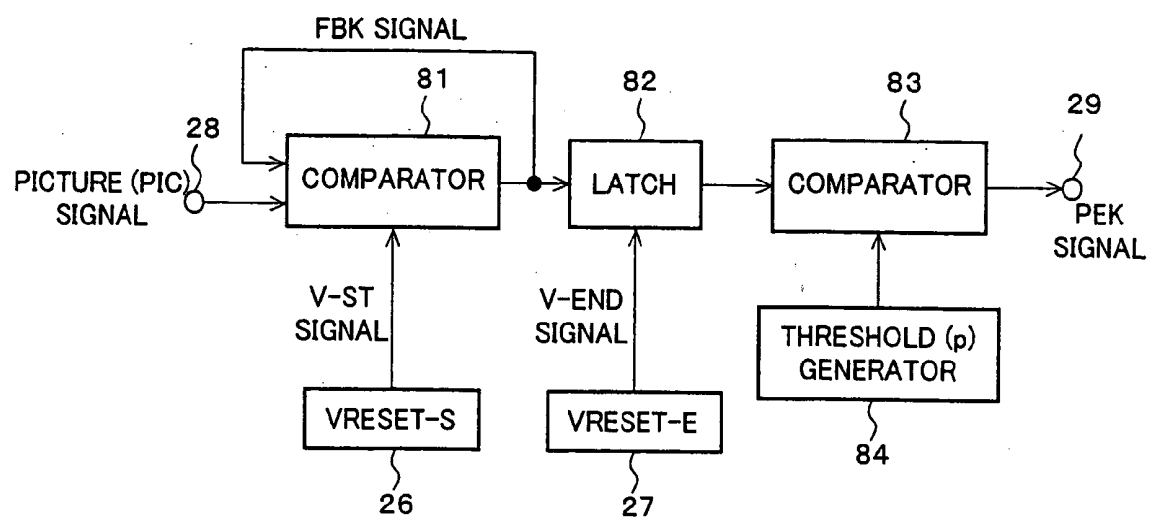 FBK SIGNAL
81
82
83
29
28
PICTURE (PIC)
SIGNAL
COMPARATOR
LATCH
COMPARATOR
PEK
SIGNAL
V-ST
SIGNAL
V-END
SIGNAL
THRESHOLD (p)
GENERATOR
VRESET-S
VRESET-E
84
26
27